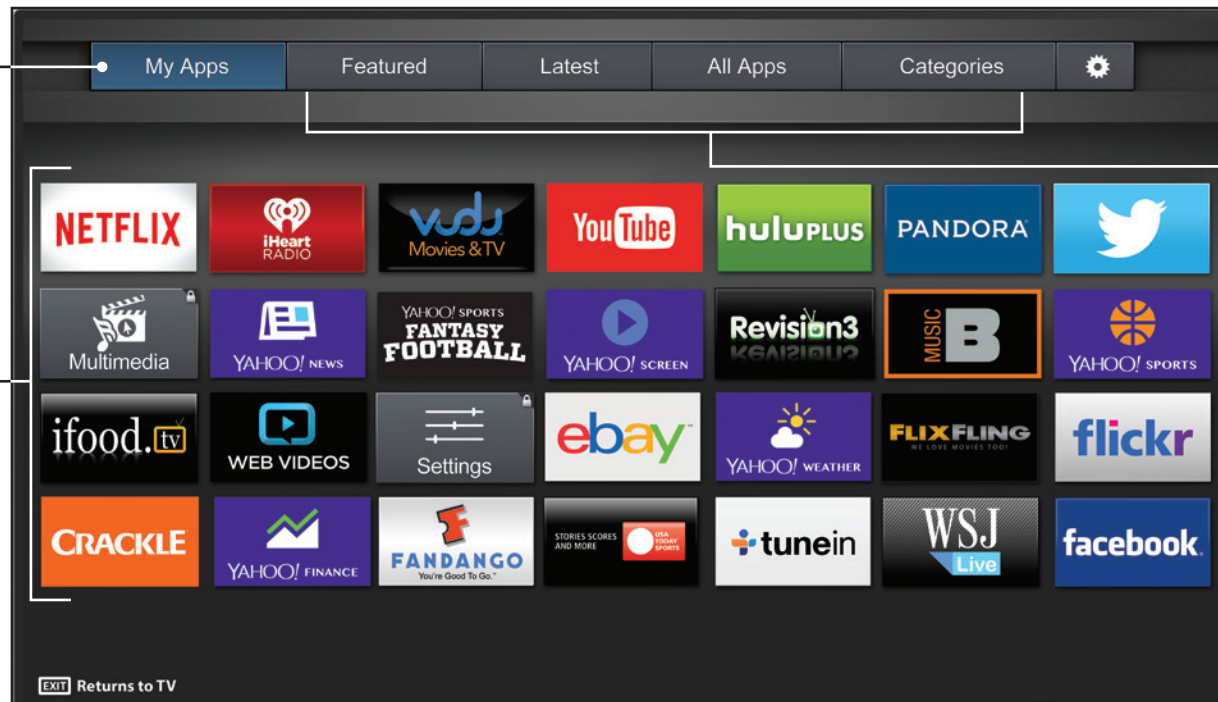 My Apps Featured Latest All Apps Categories
NETFLIX
iHeart
RADIO
vudu
Movies & TV
YouTube
huluPLUS
PANDORA
Multimedia
YAHOO! NEWS
YAHOO! SPORTS
FANTASY
FOOTBALL
YAHOO! SCREEN
Revision3
MUSIC
B
YAHOO! SPORTS
ifood.tv
WEB VIDEOS
Settings
ebay™
YAHOO! WEATHER
FLIXFLING
WE LOVE MOVIES TOO!
flickr
CRACKLE
YAHOO! FINANCE
F
FANDANGO
You're Good To Go.™
STORIES SCORES
AND MORE
USA
TODAY
SPORTS
tunein
WSJ
Live
facebook
EXIT Returns to TV